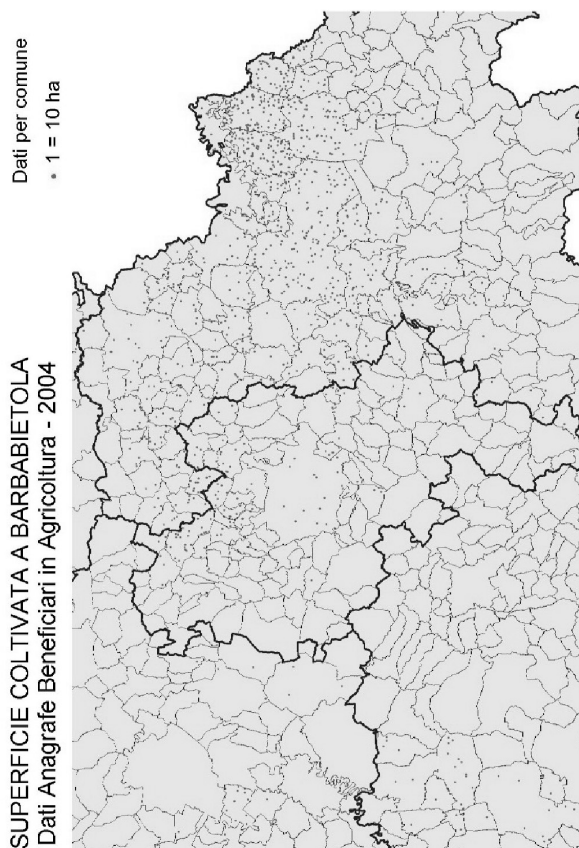 SUPERFICIE COLTIVATA A BARBABIETOLA
Dati Anagrafe Beneficiari in Agricoltura - 2004
Dati per comune
• 1 = 10 ha